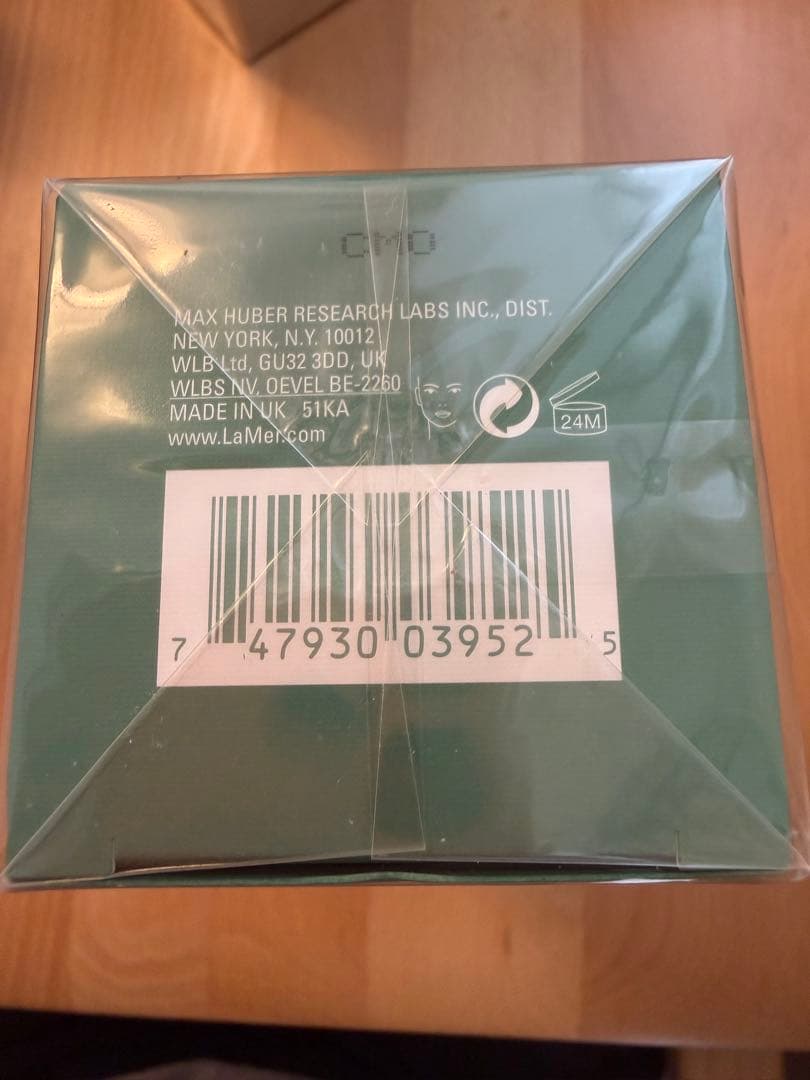 MAX HUBER RESEARCH LABS INC., DIST.
NEW YORK, N.Y. 10012
WLB Ltd, GU32 3DD, UK
WLBS NV, OEVEL BE-2260
MADE IN UK 51KA
www.LaMer.com
24M
7 47930 03952 5